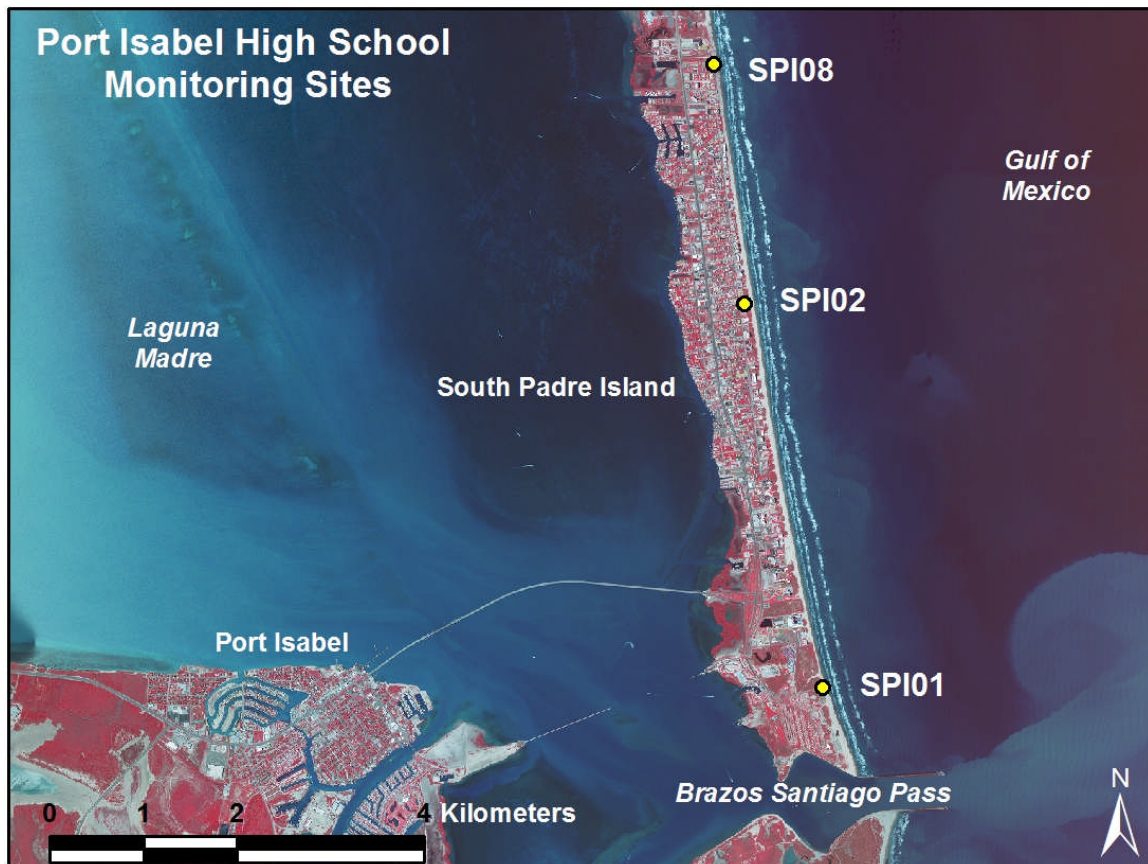 Port Isabel High School
Monitoring Sites
SPI08
Gulf of
Mexico
SPI02
Laguna
Madre
South Padre Island
Port Isabel
SPI01
Brazos Santiago Pass
0 1 2 4 Kilometers
N